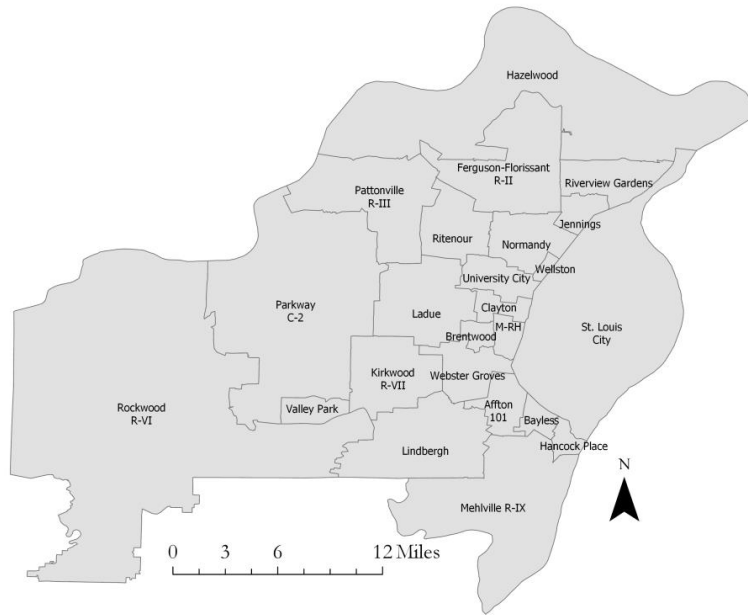 Hazelwood
Ferguson-Florissant
R-II
Riverview Gardens
Pattonville
R-III
Jennings
Ritenour
Normandy
Wellston
University City
Parkway
C-2
Clayton
Ladue
M-RH
St. Louis
City
Brentwood
Kirkwood
R-VII
Webster Groves
Rockwood
R-VI
Valley Park
Affton
101
Bayless
Lindbergh
Hancock Place
N
Mehlville R-IX
0 3 6 12 Miles